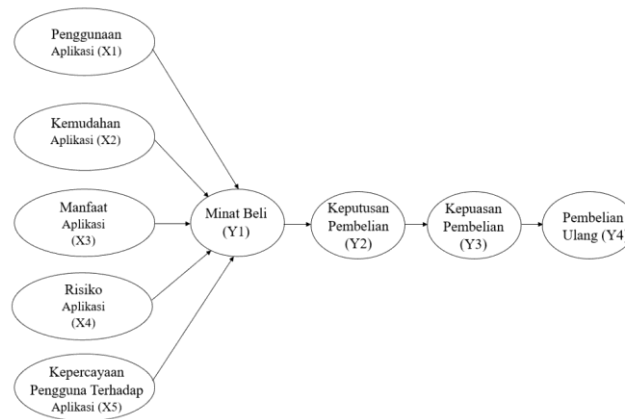 Penggunaan
Aplikasi (X1)
Kemudahan
Aplikasi (X2)
Manfaat
Aplikasi
(X3)
Risiko
Aplikasi
(X4)
Kepercayaan
Pengguna Terhadap
Aplikasi (X5)
Minat Beli
(Y1)
Keputusan
Pembelian
(Y2)
Kepuasan
Pembelian
(Y3)
Pembelian
Ulang (Y4)